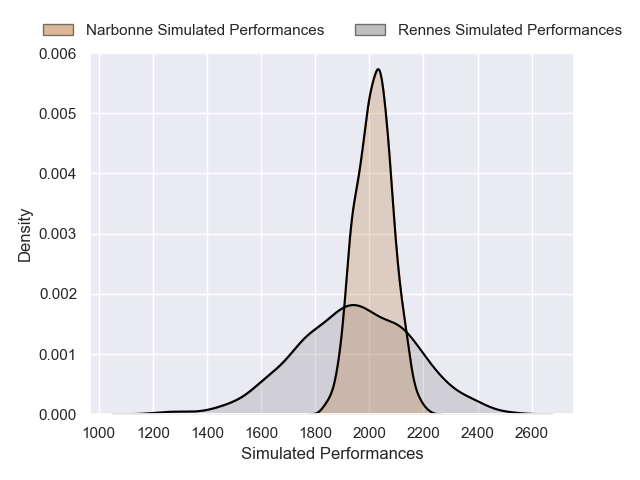 Narbonne Simulated Performances
Rennes Simulated Performances
0.006
0.005
0.004
0.003
0.002
0.001
0.000
Density
1000 1200 1400 1600 1800 2000 2200 2400 2600
Simulated Performances